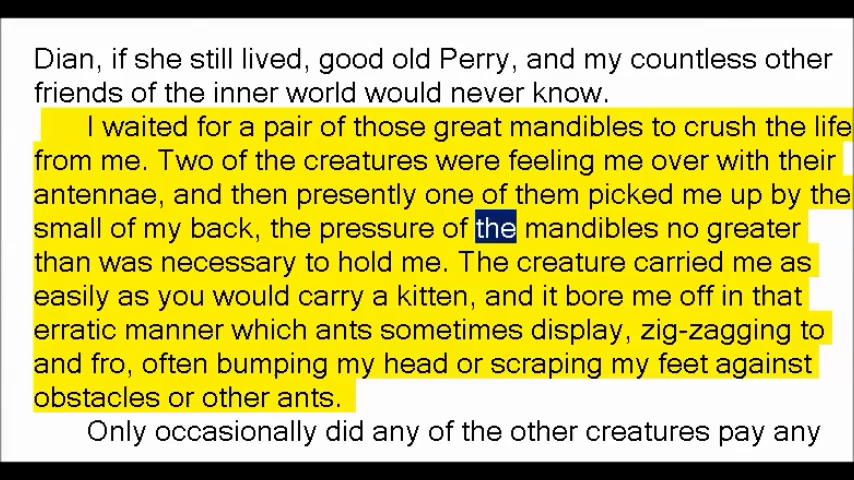 Dian, if she still lived, good old Perry, and my countless other
friends of the inner world would never know.
I waited for a pair of those great mandibles to crush the life
from me. Two of the creatures were feeling me over with their
antennae, and then presently one of them picked me up by the
small of my back, the pressure of the mandibles no greater
than was necessary to hold me. The creature carried me as
easily as you would carry a kitten, and it bore me off in that
erratic manner which ants sometimes display, zig-zagging to
and fro, often bumping my head or scraping my feet against
obstacles or other ants.
Only occasionally did any of the other creatures pay any